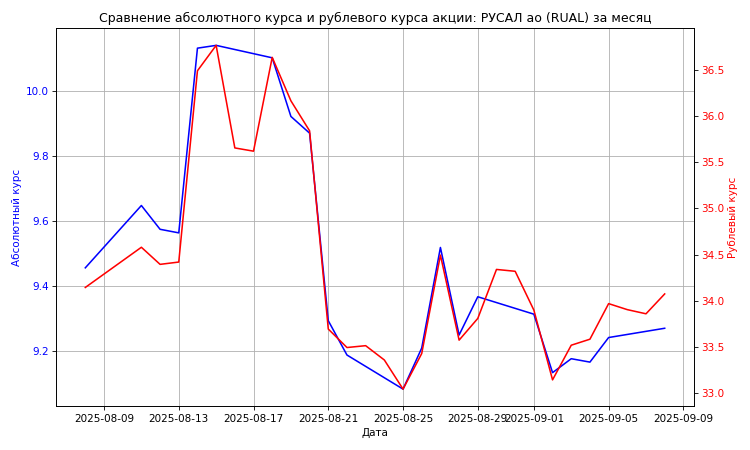 Сравнение абсолютного курса и рублевого курса акции: РУСАЛ ао (RUAL) за месяц
Абсолютный курс
10.0
9.8
9.6
9.4
9.2
36.5
36.0
35.5
35.0
34.5
34.0
33.5
33.0
Рублевый курс
2025-08-09 2025-08-13 2025-08-17 2025-08-21 2025-08-25 2025-08-29 2025-09-01 2025-09-05 2025-09-09
Дата